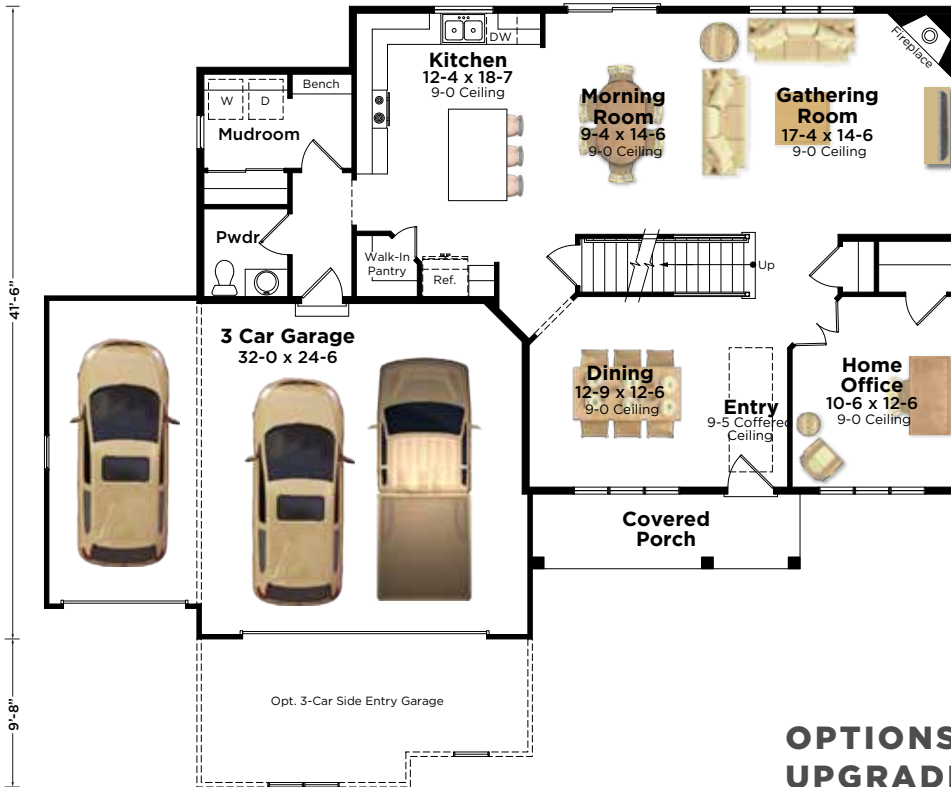 DW
Fireplace
Kitchen
12-4 x 18-7
9-0 Ceiling
W
D
Bench
Mudroom
Morning
Room
9-4 x 14-6
9-0 Ceiling
Gathering
Room
17-4 x 14-6
9-0 Ceiling
Pwdr
Walk-In
Pantry
Ref.
Up
41'-6"
3 Car Garage
32-0 x 24-6
Dining
12-9 x 12-6
9-0 Ceiling
Entry
9-5 Coffered
Ceiling
Home
Office
10-6 x 12-6
9-0 Ceiling
Covered
Porch
9'-8"
Opt. 3-Car Side Entry Garage
OPTIONS
UPGRAD